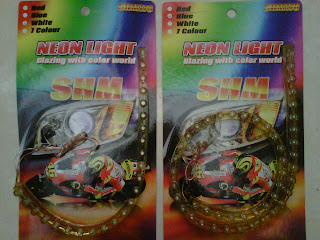 Red
Blue
White
7 Colour
NEON LIGHT
Blazing with color world
SHM
Red
Blue
White
7 Colour
NEON LIGHT
Blazing with color world
SHM